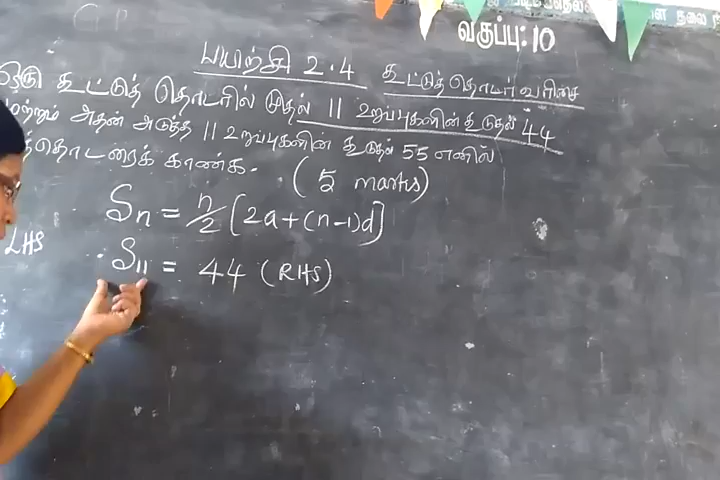 வகுப்பு: 10
பயிற்சி 2.4 கூட்டுத் தொடர் வரிசை
ஒரு கூட்டுத் தொடரில் முதல் 11 உறுப்புகளின் கூடுதல் 44
மற்றும் அதன் அடுத்த 11 உறுப்புகளின் கூடுதல் 55 எனில்
தொடரைக் காண்க. (5 marks)
Sn = n/2 [2a+(n-1)d]
LHS
S11 = 44 (RHS)